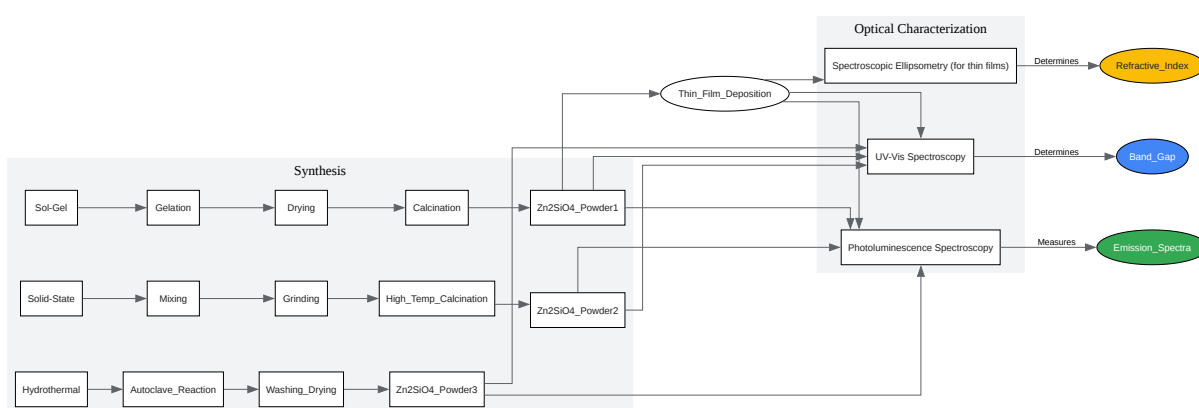 Optical Characterization
Spectroscopic Ellipsometry (for thin films)
Determines
Refractive_Index
Thin_Film_Deposition
UV-Vis Spectroscopy
Determines
Band_Gap
Synthesis
Sol-Gel
Gelation
Drying
Calcination
Zn2SiO4_Powder1
Photoluminescence Spectroscopy
Measures
Emission_Spectra
Solid-State
Mixing
Grinding
High_Temp_Calcination
Zn2SiO4_Powder2
Hydrothermal
Autoclave_Reaction
Washing_Drying
Zn2SiO4_Powder3